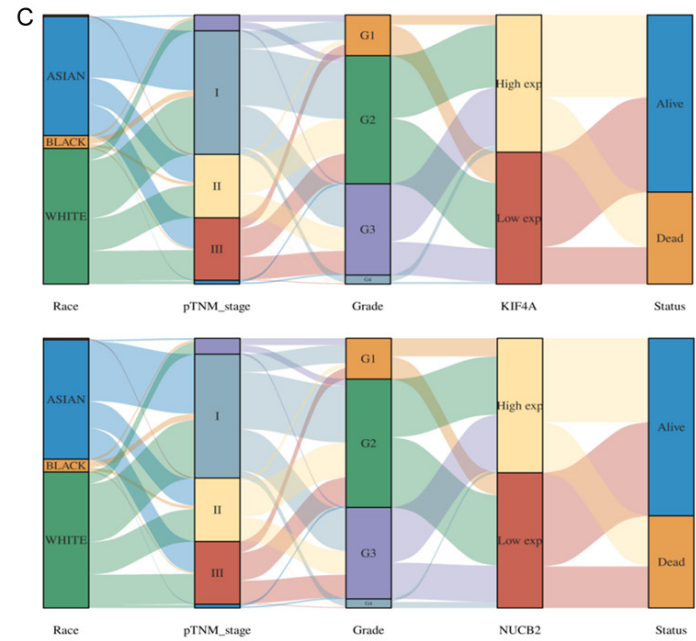 C
ASIAN
BLACK
WHITE
I
II
III
G1
G2
G3
G4
High exp
Low exp
Alive
Dead
Race pTNM_stage Grade KIF4A Status
ASIAN
BLACK
WHITE
I
II
III
G1
G2
G3
G4
High exp
Low exp
Alive
Dead
Race pTNM_stage Grade NUCB2 Status